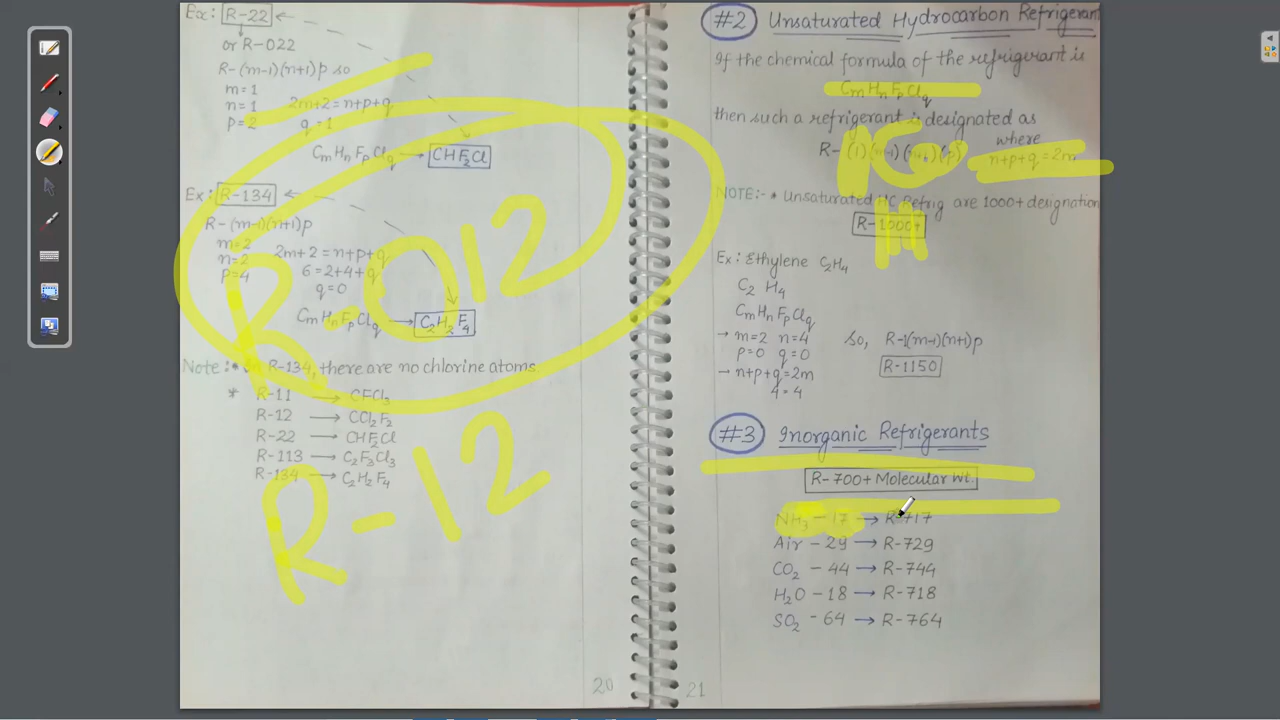 Ex: R-22
or R-022
R-(m-1)(n+1)p so
m=1
n=1 2m+2=n+p+q
p=2 q=1
CmHnFpClq → CHF2Cl
Ex: R-134
R-(m-1)(n+1)p
m=2 2m+2=n+p+q
n=2 6=2+4+q
p=4 q=0
CmHnFpClq → C2H2F4
R 012
Note: • In R-134, there are no chlorine atoms.
* R-11 → CFCl3
R-12 → CCl2F2
R-22 → CHF2Cl
R-113 → C2F3Cl3
R-134 → C2H2F4
R-12
20
#2 Unsaturated Hydrocarbon Refrigerant
If the chemical formula of the refrigerant is
CmHnFpClq
then such a refrigerant is designated as
R-(1)(m-1)(n+1)(p) where
n+p+q=2m
NOTE:- • Unsaturated HC Refrig are 1000+ designation
R-1000+
Ex: Ethylene C2H4
C2 H4
CmHnFpClq
→ m=2 n=4 So, R-1(m-1)(n+1)p
p=0 q=0
→ n+p+q=2m R-1150
4=4
#3 Inorganic Refrigerants
R-700+Molecular wt.
NH3 - 17 → R-717
Air - 29 → R-729
CO2 - 44 → R-744
H2O - 18 → R-718
SO2 - 64 → R-764
21